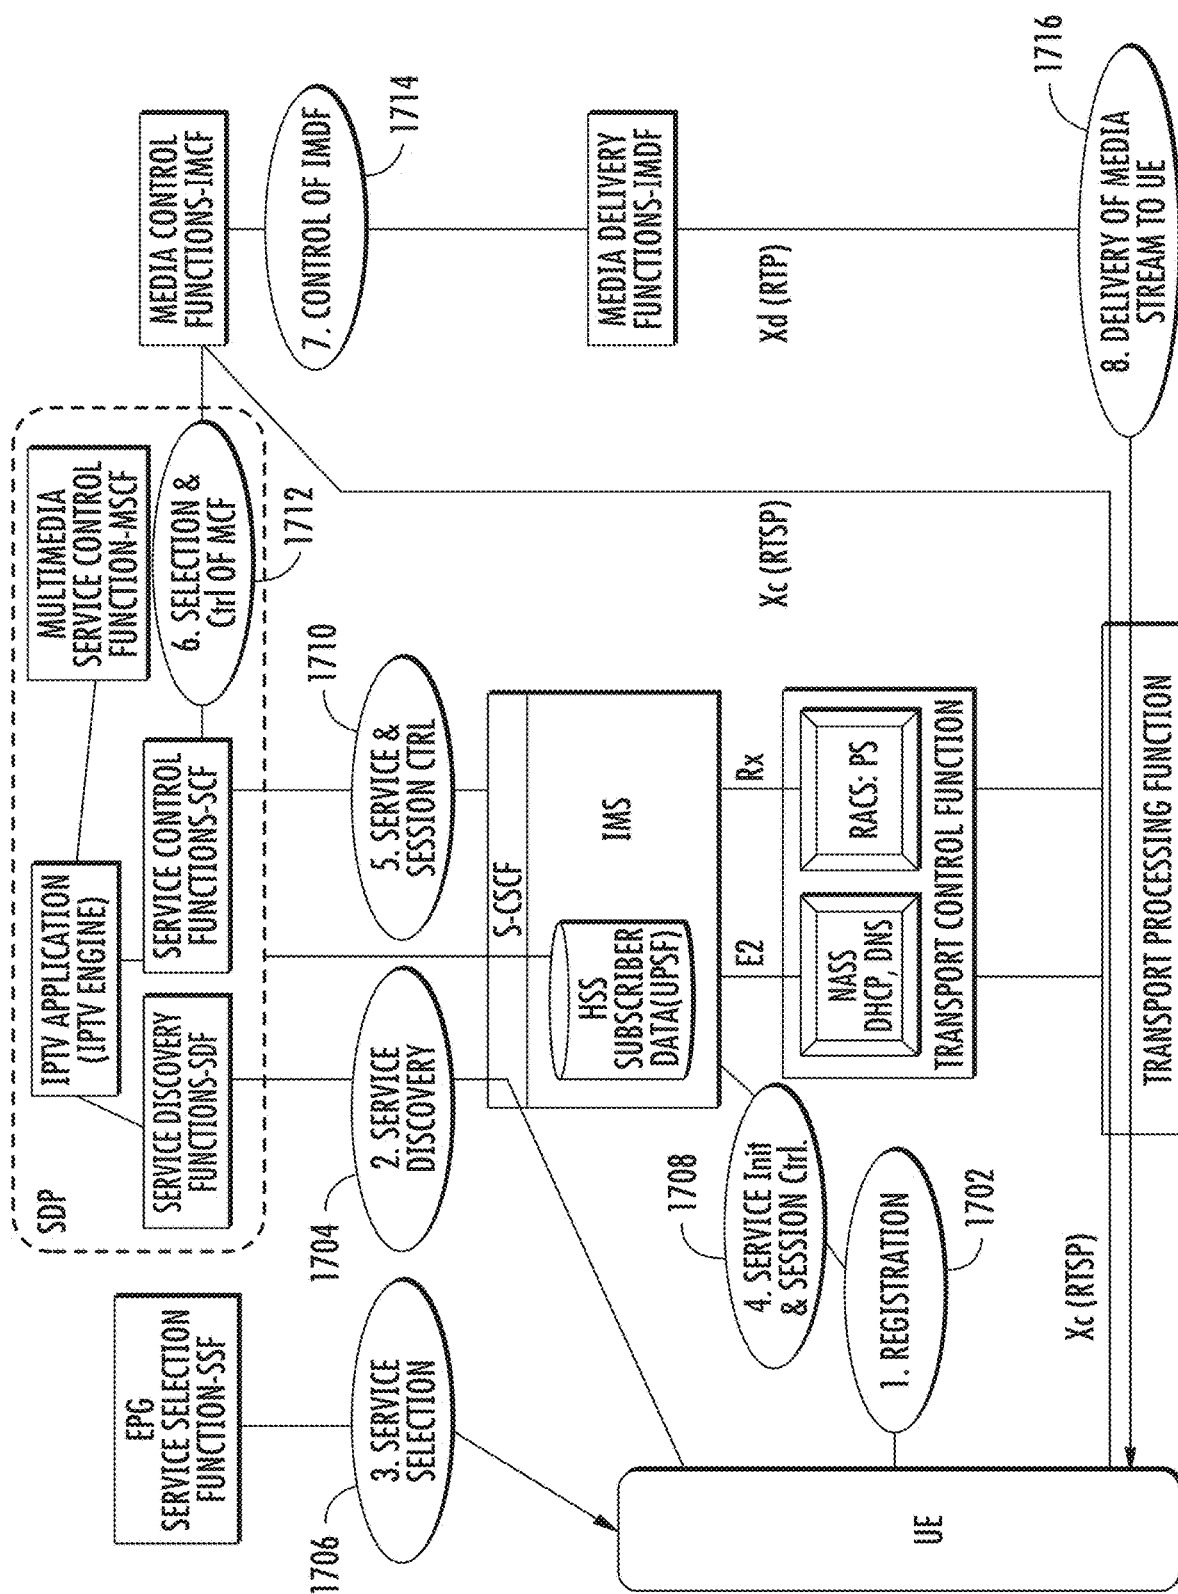 EPG
SERVICE SELECTION
FUNCTION-SSF
1706
3. SERVICE
SELECTION
SDP
IPTV APPLICATION
(IPTV ENGINE)
SERVICE DISCOVERY
FUNCTIONS-SDF
SERVICE CONTROL
FUNCTIONS-SCF
MULTIMEDIA
SERVICE CONTROL
FUNCTION-MSCF
6. SELECTION &
Ctrl OF MCF
1712
MEDIA CONTROL
FUNCTIONS-IMCF
7. CONTROL OF IMDF
1714
1704
2. SERVICE
DISCOVERY
5. SERVICE &
SESSION CTRL
1710
S-CSCF
HSS
SUBSCRIBER
DATA(UPSF)
IMS
MEDIA DELIVERY
FUNCTIONS-IMDF
1708
4. SERVICE Init
& SESSION Ctrl.
E2
Rx
Xc (RTSP)
Xd (RTP)
1. REGISTRATION
1702
NASS
DHCP, DNS
RACS: PS
TRANSPORT CONTROL FUNCTION
UE
Xc (RTSP)
TRANSPORT PROCESSING FUNCTION
8. DELIVERY OF MEDIA
STREAM TO UE
1716